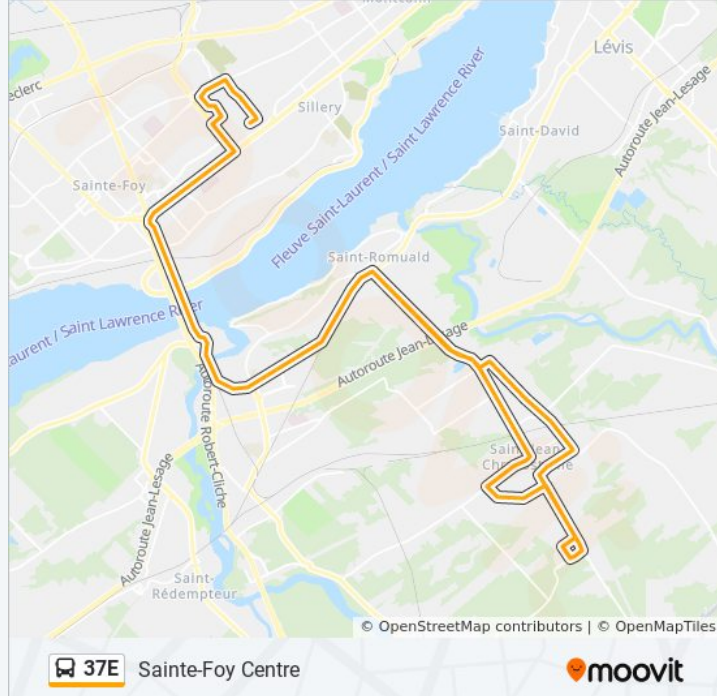 Lévis
eclerc
Sillery
Autoroute Jean-Lesage
Saint-David
Sainte-Foy
Fleuve Saint-Laurent / Saint Lawrence River
Saint-Romuald
Laurent / Saint Lawrence River
Autoroute Jean-Lesage
Autoroute Robert-Cliche
Autoroute Jean-Lesage
Saint-
Rédempteur
© OpenStreetMap contributors | © OpenMapTiles
37E Sainte-Foy Centre
moovit